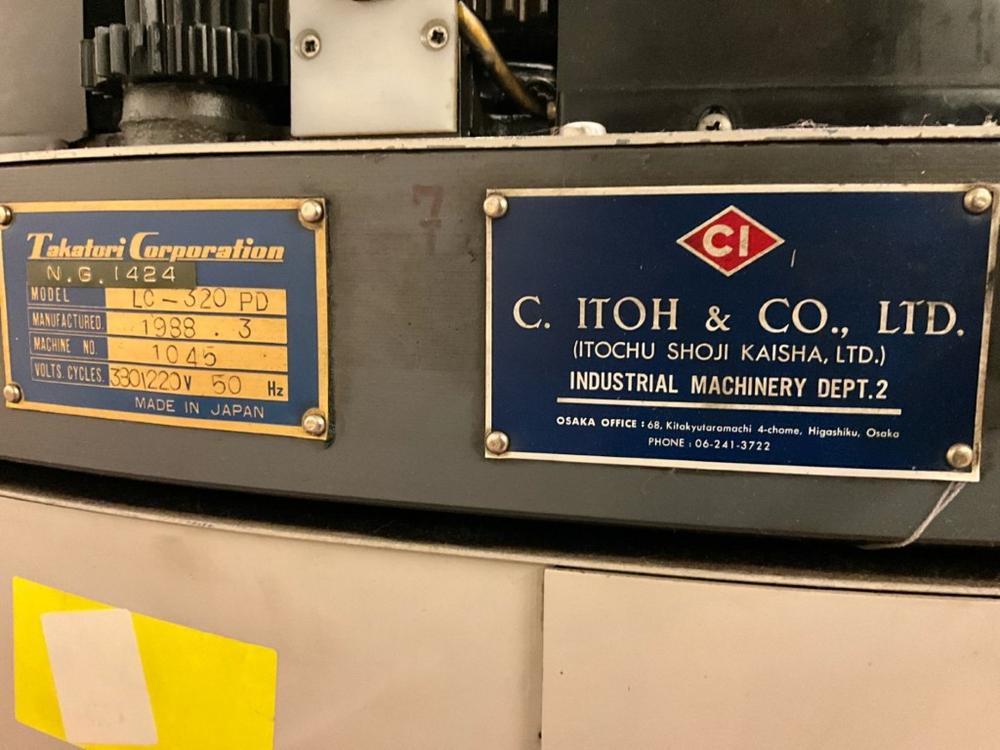 Takatori Corporation
N.G. 1424
MODEL LC-320 PD
MANUFACTURED. 1988.3
MACHINE NO. 1045
VOLTS. CYCLES. 380/220V 50 Hz
MADE IN JAPAN
7
CI
C. ITOH & CO., LTD.
(ITOCHU SHOJI KAISHA, LTD.)
INDUSTRIAL MACHINERY DEPT.2
OSAKA OFFICE : 68, Kitakyutaromachi 4-chome, Higashiku, Osaka
PHONE : 06-241-3722